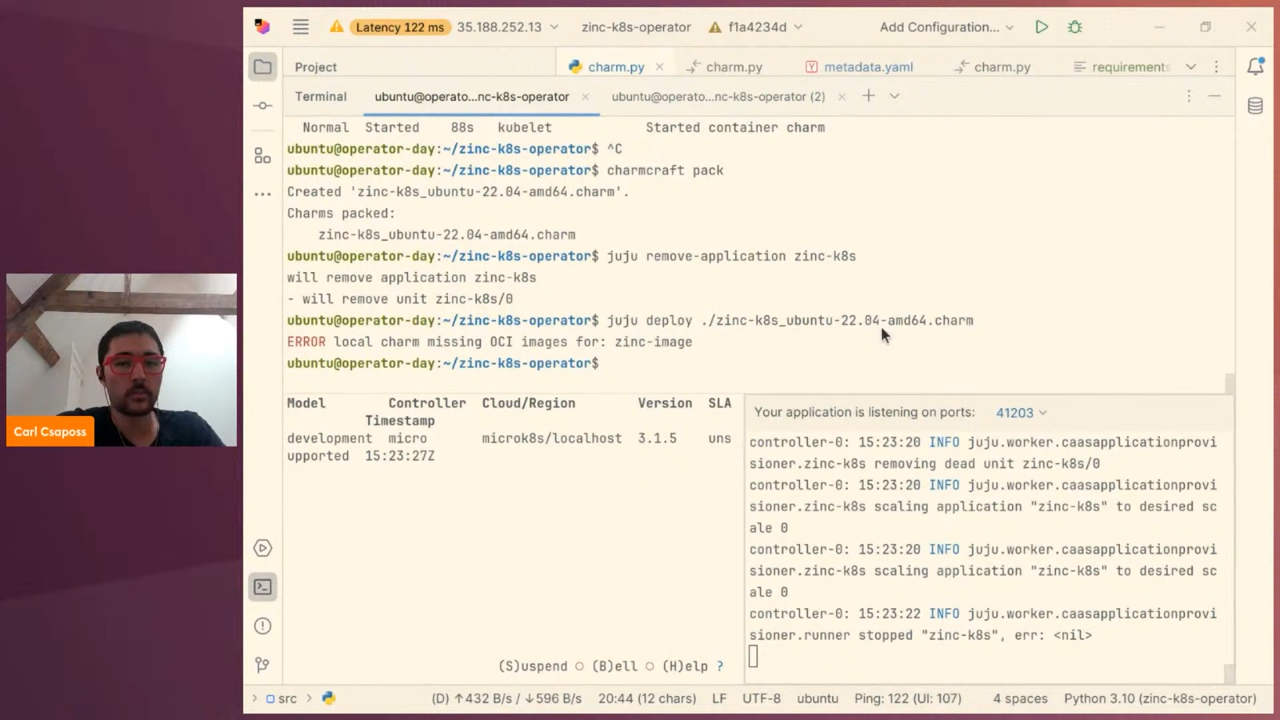 Latency 122 ms
35.188.252.13
zinc-k8s-operator
f1a4234d
Add Configuration...
Project
charm.py
charm.py
metadata.yaml
charm.py
requirements
Terminal
ubuntu@operato...nc-k8s-operator
ubuntu@operato...nc-k8s-operator (2)
Normal Started 88s kubelet Started container charm
ubuntu@operator-day:~/zinc-k8s-operator$ ^C
ubuntu@operator-day:~/zinc-k8s-operator$ charmcraft pack
Created 'zinc-k8s_ubuntu-22.04-amd64.charm'.
Charms packed:
zinc-k8s_ubuntu-22.04-amd64.charm
ubuntu@operator-day:~/zinc-k8s-operator$ juju remove-application zinc-k8s
will remove application zinc-k8s
- will remove unit zinc-k8s/0
ubuntu@operator-day:~/zinc-k8s-operator$ juju deploy ./zinc-k8s_ubuntu-22.04-amd64.charm
ERROR local charm missing OCI images for: zinc-image
ubuntu@operator-day:~/zinc-k8s-operator$
Model Controller Cloud/Region Version SLA
Timestamp
development micro microk8s/localhost 3.1.5 uns
upported 15:23:27Z
(S)uspend (B)ell (H)elp ?
Your application is listening on ports: 41203
controller-0: 15:23:20 INFO juju.worker.caasapplicationprovi
sioner.zinc-k8s removing dead unit zinc-k8s/0
controller-0: 15:23:20 INFO juju.worker.caasapplicationprovi
sioner.zinc-k8s scaling application "zinc-k8s" to desired sc
ale 0
controller-0: 15:23:20 INFO juju.worker.caasapplicationprovi
sioner.zinc-k8s scaling application "zinc-k8s" to desired sc
ale 0
controller-0: 15:23:22 INFO juju.worker.caasapplicationprovi
sioner.runner stopped "zinc-k8s", err: <nil>
Carl Csaposs
src
(D) ↑432 B/s / ↓596 B/s
20:44 (12 chars)
LF
UTF-8
ubuntu
Ping: 122 (UI: 107)
4 spaces
Python 3.10 (zinc-k8s-operator)